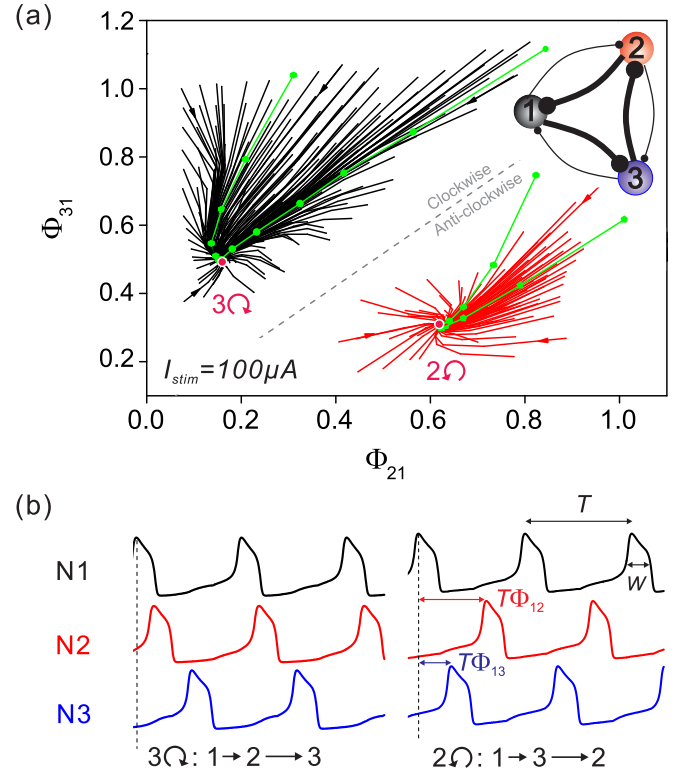 (a)
1.2
1.0
0.8
0.6
0.4
0.2
Φ31
0.0 0.2 0.4 0.6 0.8 1.0
Φ21
Clockwise
Anti-clockwise
3↻
2↺
Istim=100μA
1
2
3
(b)
N1
N2
N3
T
W
TΦ12
TΦ13
3↻: 1→2⟶3
2↺: 1→3⟶2